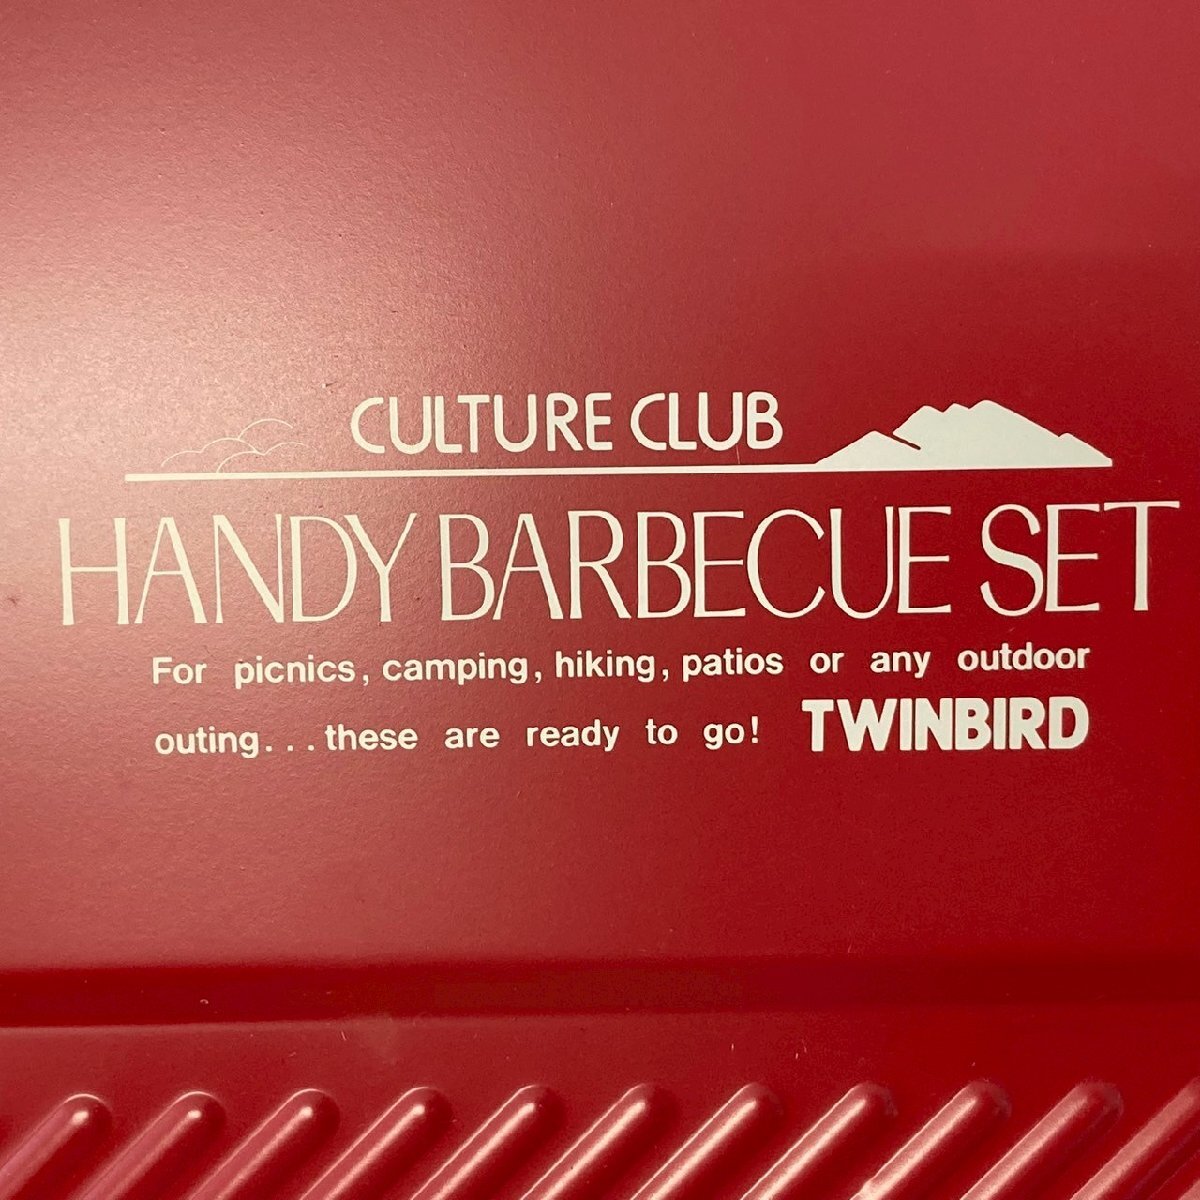 CULTURE CLUB
HANDY BARBECUE SET
For picnics, camping, hiking, patios or any outdoor
outing...these are ready to go! TWINBIRD